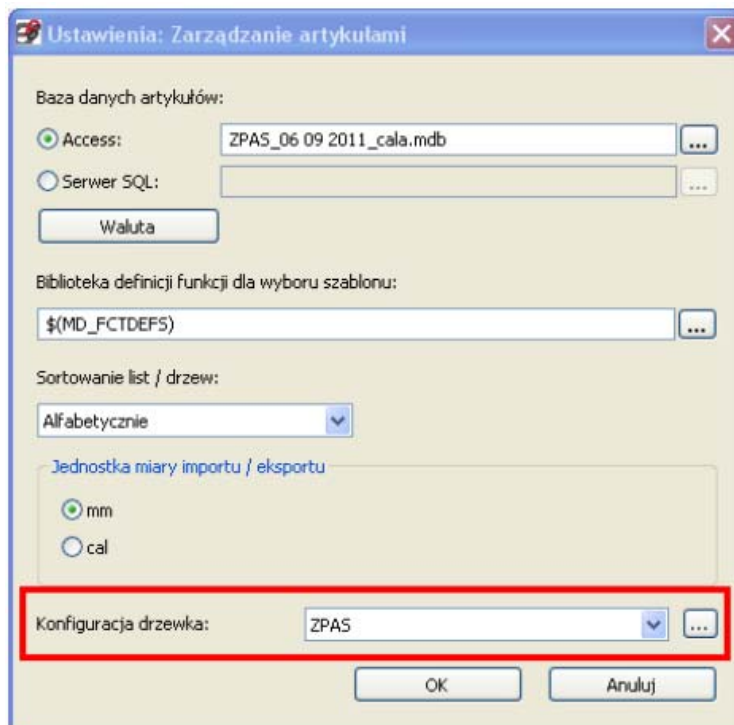 Ustawienia: Zarządzanie artykułami
Baza danych artykułów:
Access: ZPAS_06 09 2011_cala.mdb ...
Serwer SQL: ...
Waluta
Biblioteka definicji funkcji dla wyboru szablonu:
$(MD_FCTDEFS) ...
Sortowanie list / drzew:
Alfabetycznie
Jednostka miary importu / eksportu
mm
cal
Konfiguracja drzewka: ZPAS ...
OK Anuluj